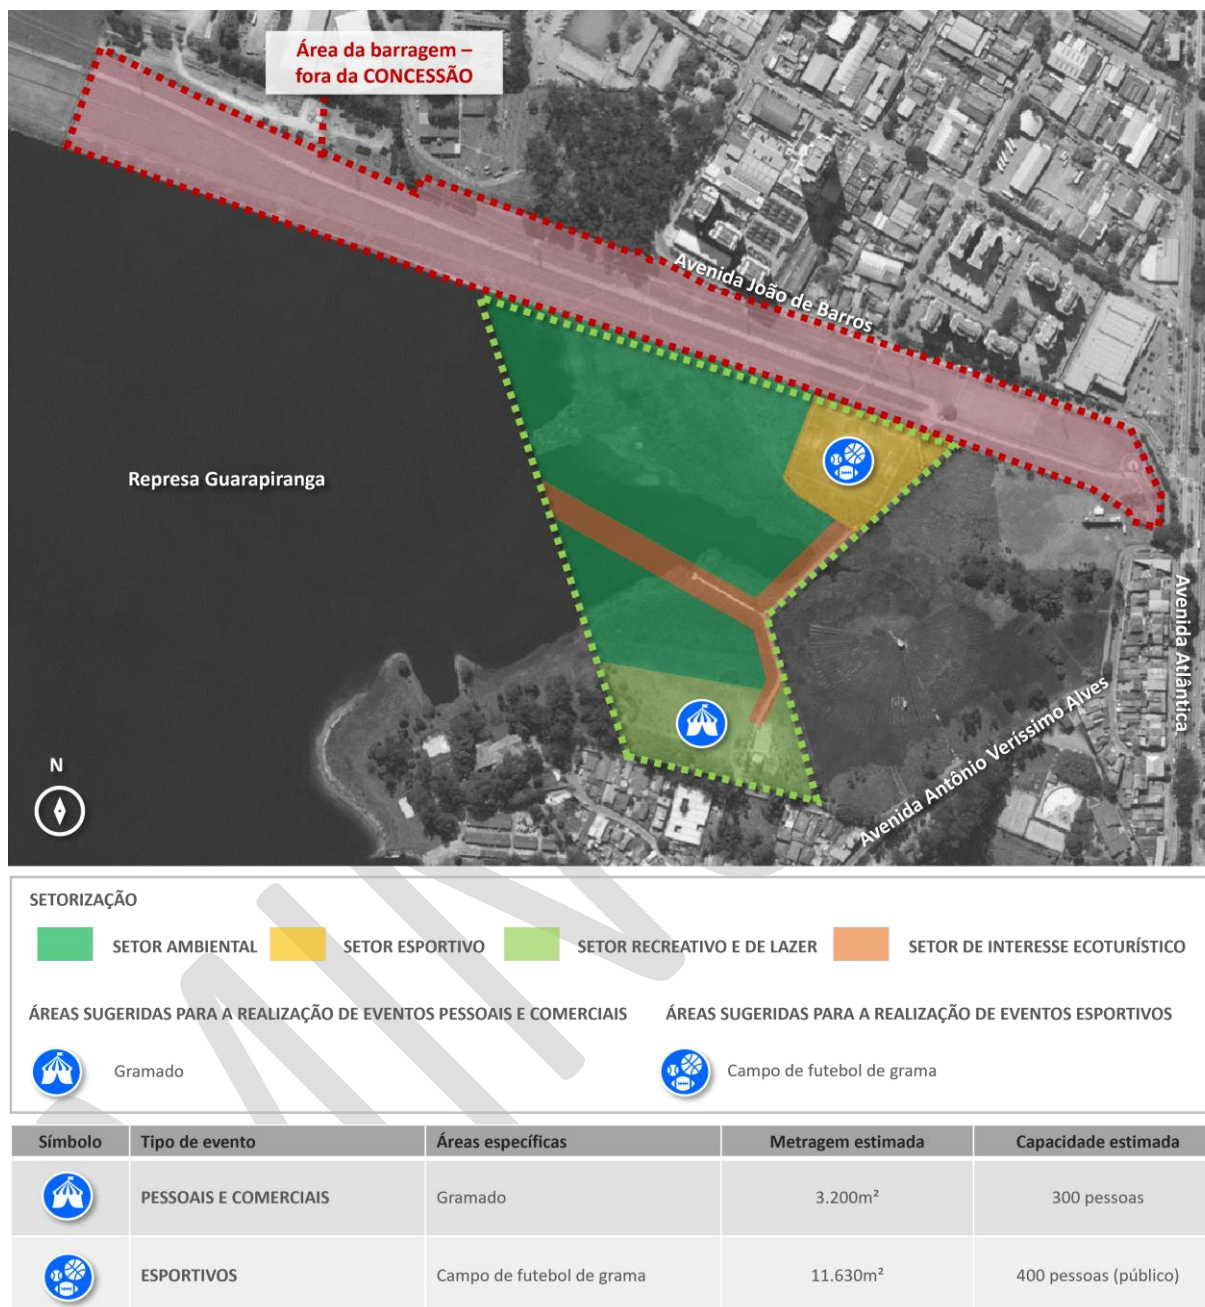 Área da barragem –
fora da CONCESSÃO
Avenida João de Barros
Represa Guarapiranga
Avenida Atlântica
Avenida Antônio Veríssimo Alves
N
SETORIZAÇÃO
SETOR AMBIENTAL
SETOR ESPORTIVO
SETOR RECREATIVO E DE LAZER
SETOR DE INTERESSE ECOTURÍSTICO
ÁREAS SUGERIDAS PARA A REALIZAÇÃO DE EVENTOS PESSOAIS E COMERCIAIS
ÁREAS SUGERIDAS PARA A REALIZAÇÃO DE EVENTOS ESPORTIVOS
Gramado
Campo de futebol de grama
Símbolo Tipo de evento Áreas específicas Metragem estimada Capacidade estimada
PESSOAIS E COMERCIAIS Gramado 3.200m² 300 pessoas
ESPORTIVOS Campo de futebol de grama 11.630m² 400 pessoas (público)